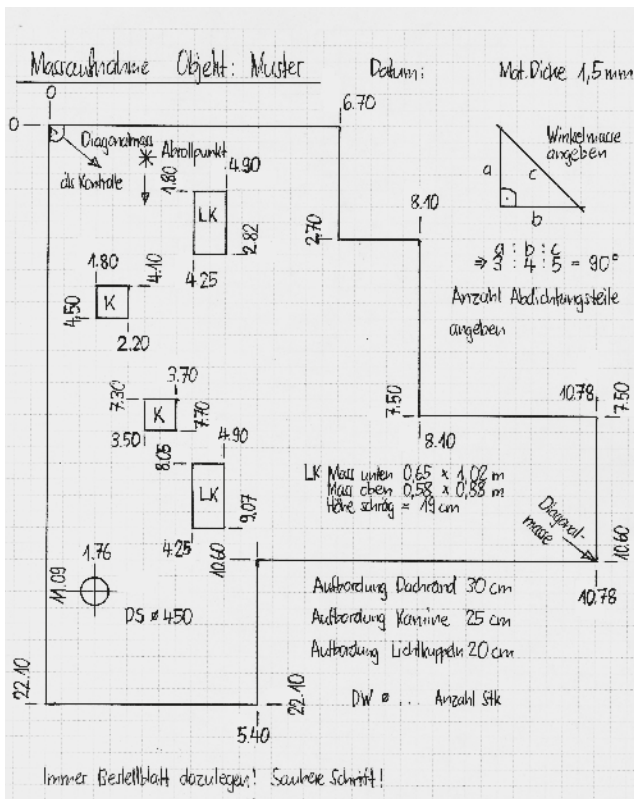 Massaufnahme Objekt: Muster Datum: Mat. Dicke 1,5 mm
0
6.70
0
Diagonalmass
als Kontrolle
Abrollpunkt
4.90
1.80
LK
2.82
4.25
2.70
8.10
Winkelmasse
angeben
a
c
b
a : b : c
⇒ 3 : 4 : 5 = 90°
Anzahl Abdichtungsteile
angeben
1.80
4.10
K
4,50
2.20
3.70
7.30
K
7.70
3.50
4.90
8.05
LK
9.07
4.25
7.50
8.10
10.78
7.50
LK Mass unten 0,65 x 1,02 m
Mass oben 0,58 x 0,88 m
Höhe schräg = 19 cm
Diagonal-
masse
10.60
10.60
10.78
1.76
11.09
DS ø 450
Aufbordung Dachrand 30 cm
Aufbordung Kamine 25 cm
Aufbordung Lichtkuppeln 20 cm
DW ø ... Anzahl Stk
22.10
22.10
5.40
Immer Bestellblatt dazulegen! Saubere Schrift!